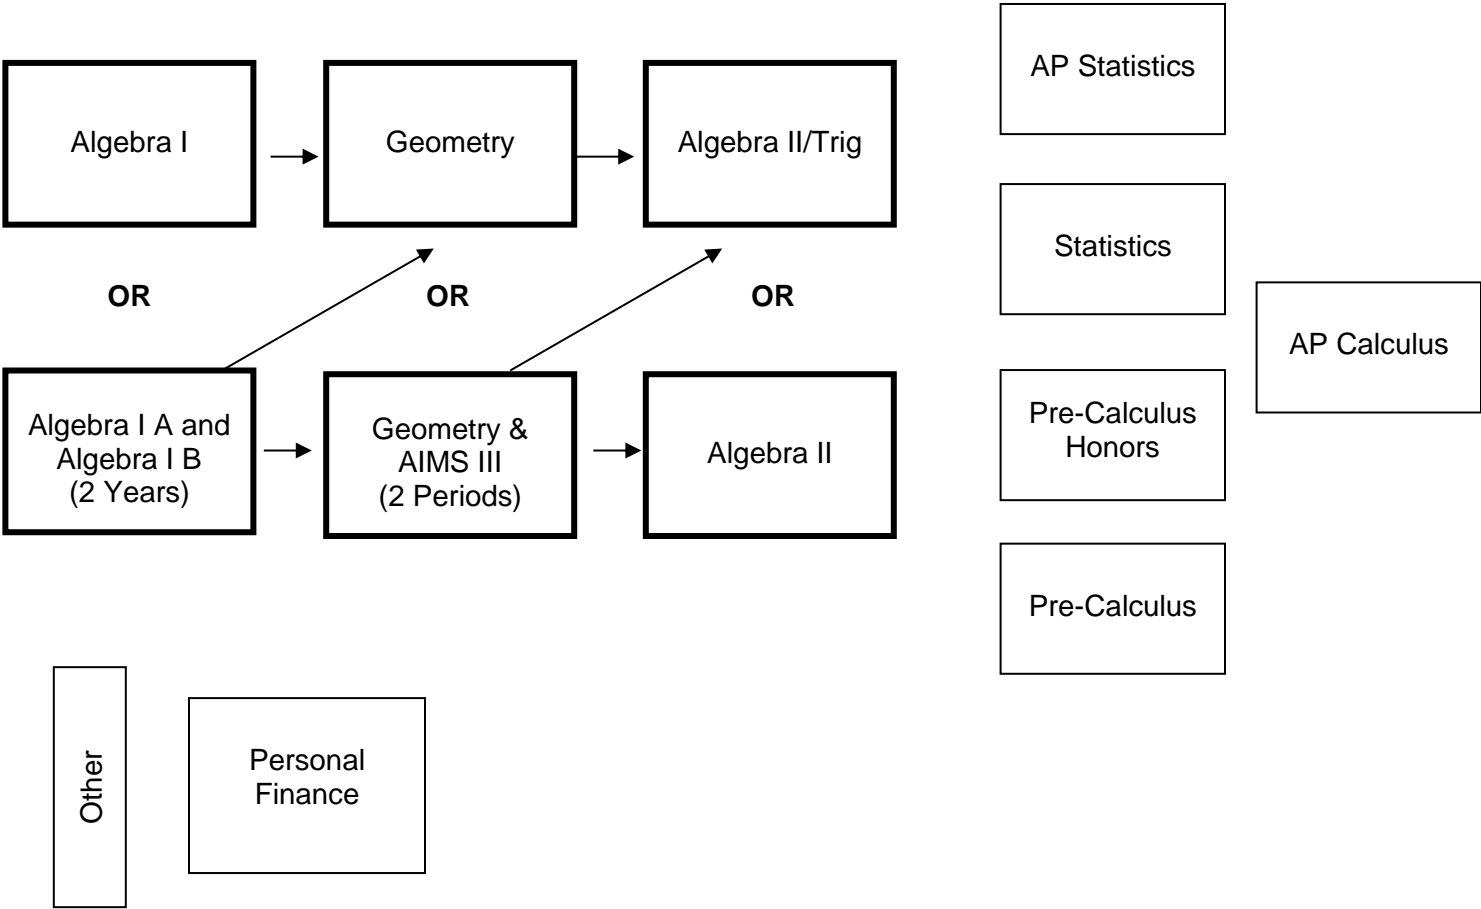 AP Statistics
Algebra I
Geometry
Algebra II/Trig
Statistics
OR
OR
OR
AP Calculus
Algebra I A and
Algebra I B
(2 Years)
Geometry &
AIMS III
(2 Periods)
Algebra II
Pre-Calculus
Honors
Pre-Calculus
Other
Personal
Finance